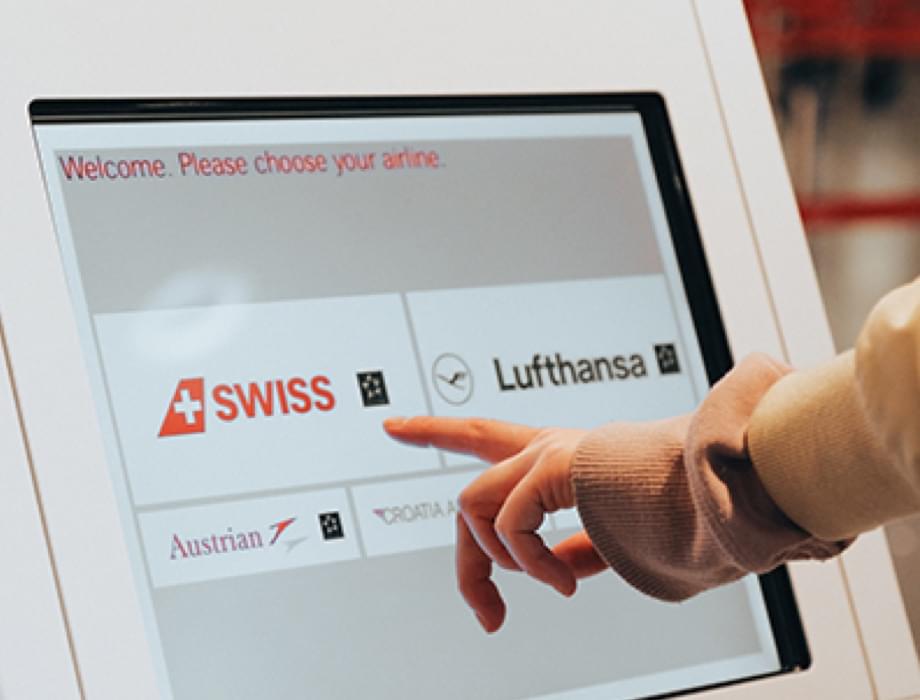 Welcome. Please choose your airline.
SWISS
Lufthansa
Austrian
CROATIA